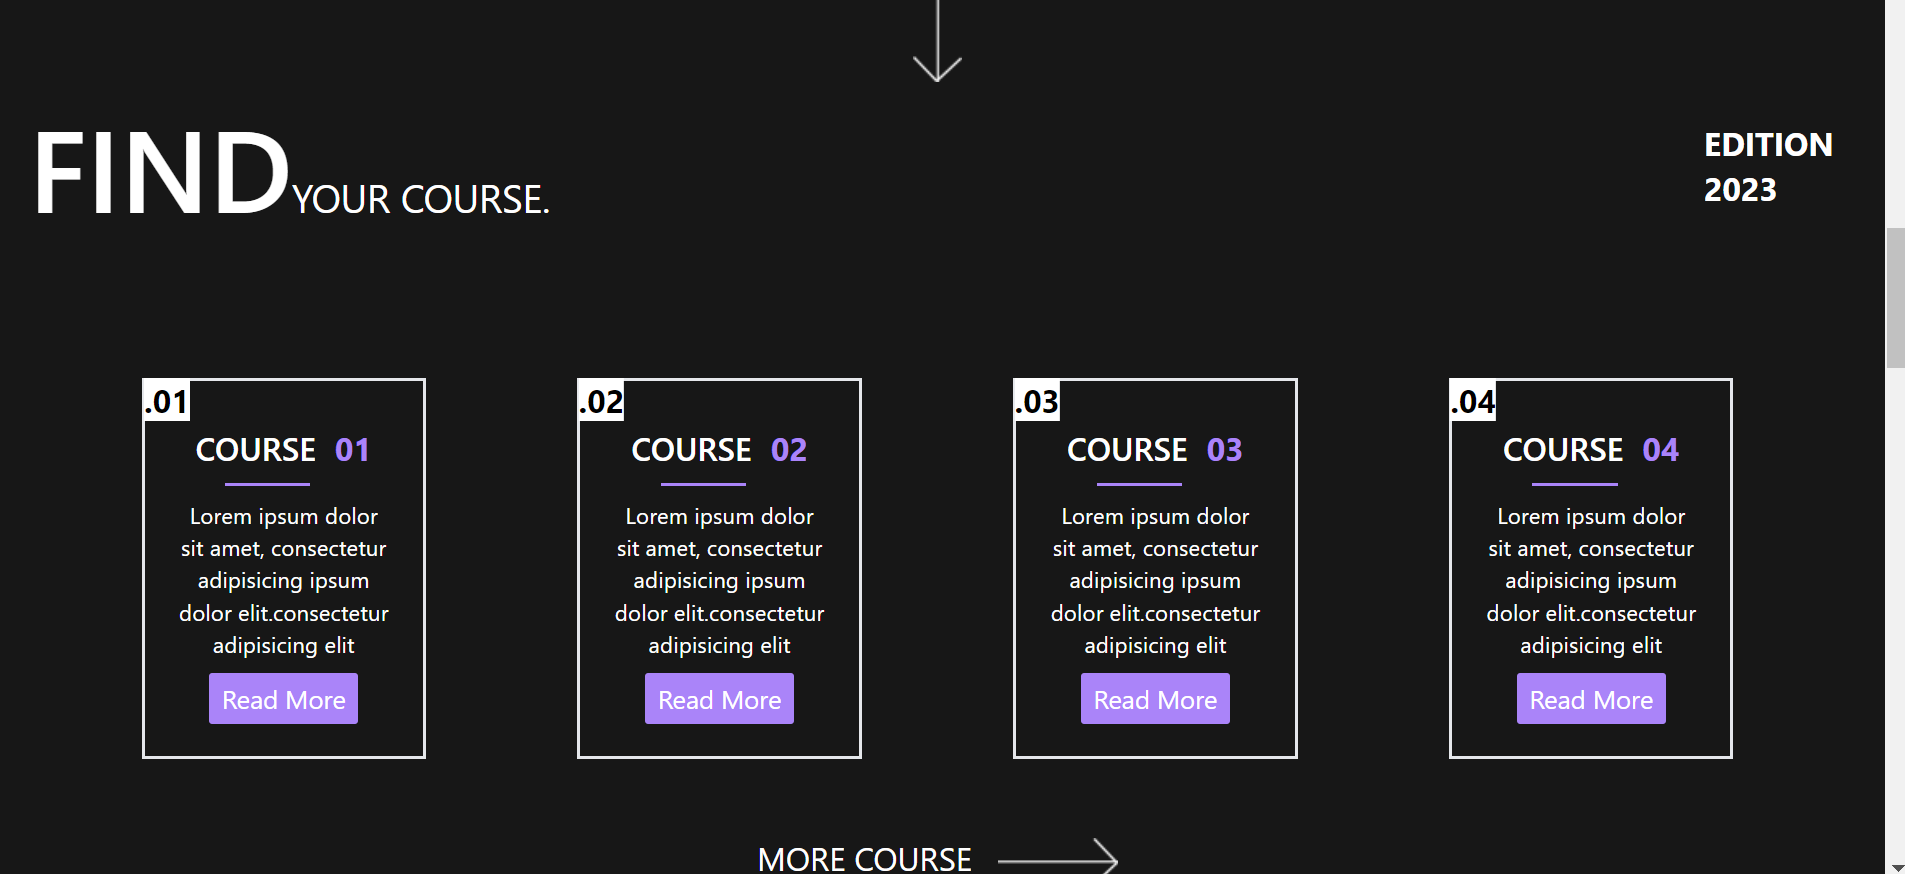 FIND YOUR COURSE.
EDITION
2023
.01
COURSE 01
Lorem ipsum dolor
sit amet, consectetur
adipisicing ipsum
dolor elit.consectetur
adipisicing elit
Read More
.02
COURSE 02
Lorem ipsum dolor
sit amet, consectetur
adipisicing ipsum
dolor elit.consectetur
adipisicing elit
Read More
.03
COURSE 03
Lorem ipsum dolor
sit amet, consectetur
adipisicing ipsum
dolor elit.consectetur
adipisicing elit
Read More
.04
COURSE 04
Lorem ipsum dolor
sit amet, consectetur
adipisicing ipsum
dolor elit.consectetur
adipisicing elit
Read More
MORE COURSE